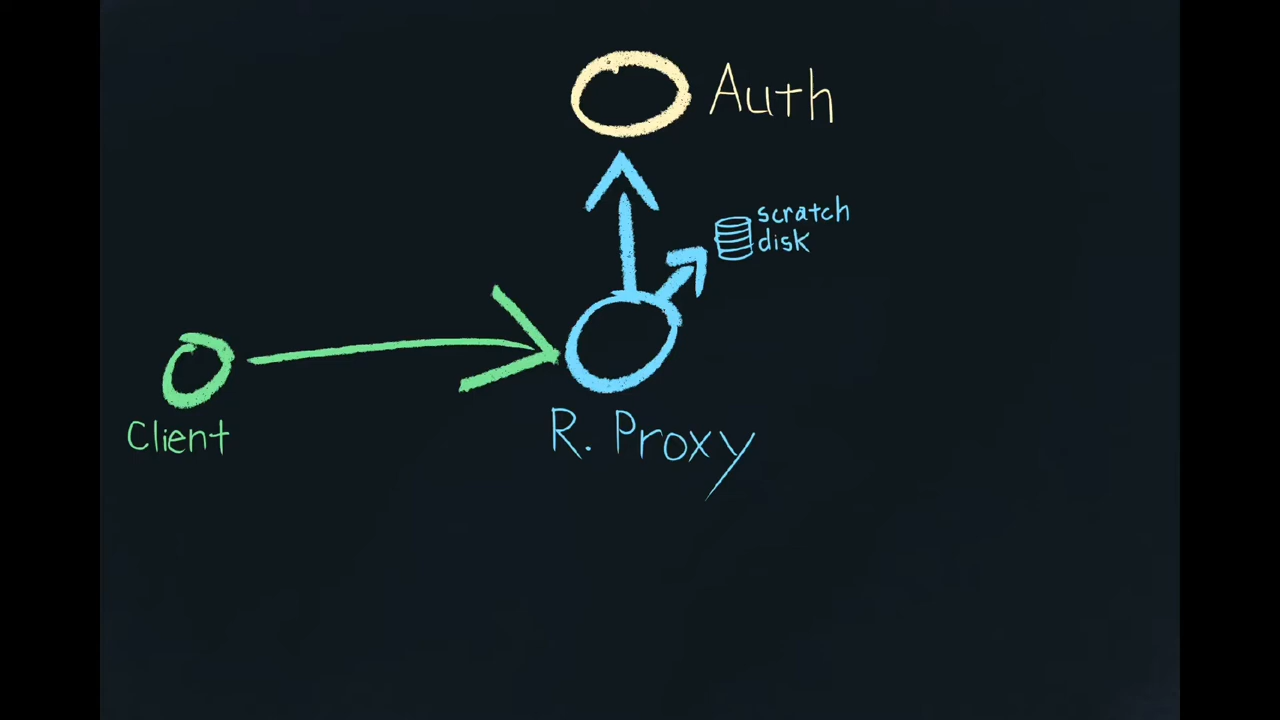 Auth
scratch
disk
Client
R. Proxy